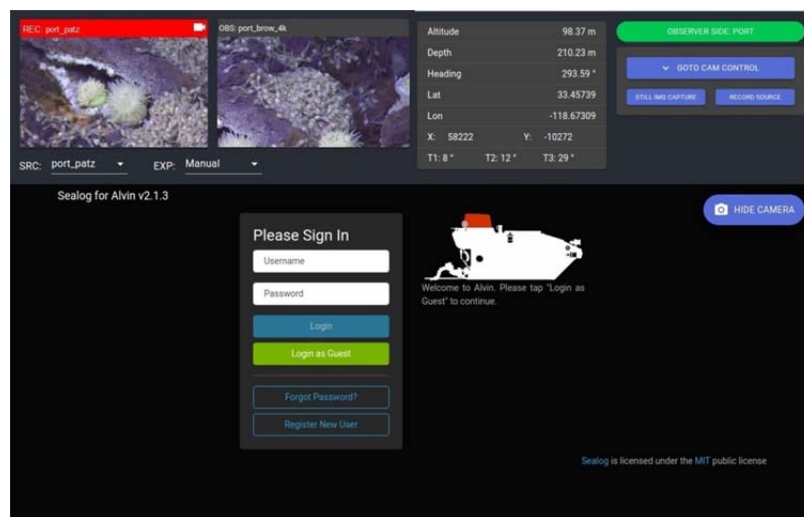 REC: port_patz
OBS: port_brow_4k
SRC: port_patz
EXP: Manual
Altitude 98.37 m
Depth 210.23 m
Heading 293.59 °
Lat 33.45739
Lon -118.67309
X: 58222 Y: -10272
T1: 8 ° T2: 12 ° T3: 29 °
OBSERVER SIDE: PORT
GOTO CAM CONTROL
STILL IMG CAPTURE
RECORD SOURCE
Sealog for Alvin v2.1.3
HIDE CAMERA
Please Sign In
Username
Password
Login
Login as Guest
Forgot Password?
Register New User
Welcome to Alvin. Please tap "Login as
Guest" to continue.
Sealog is licensed under the MIT public license